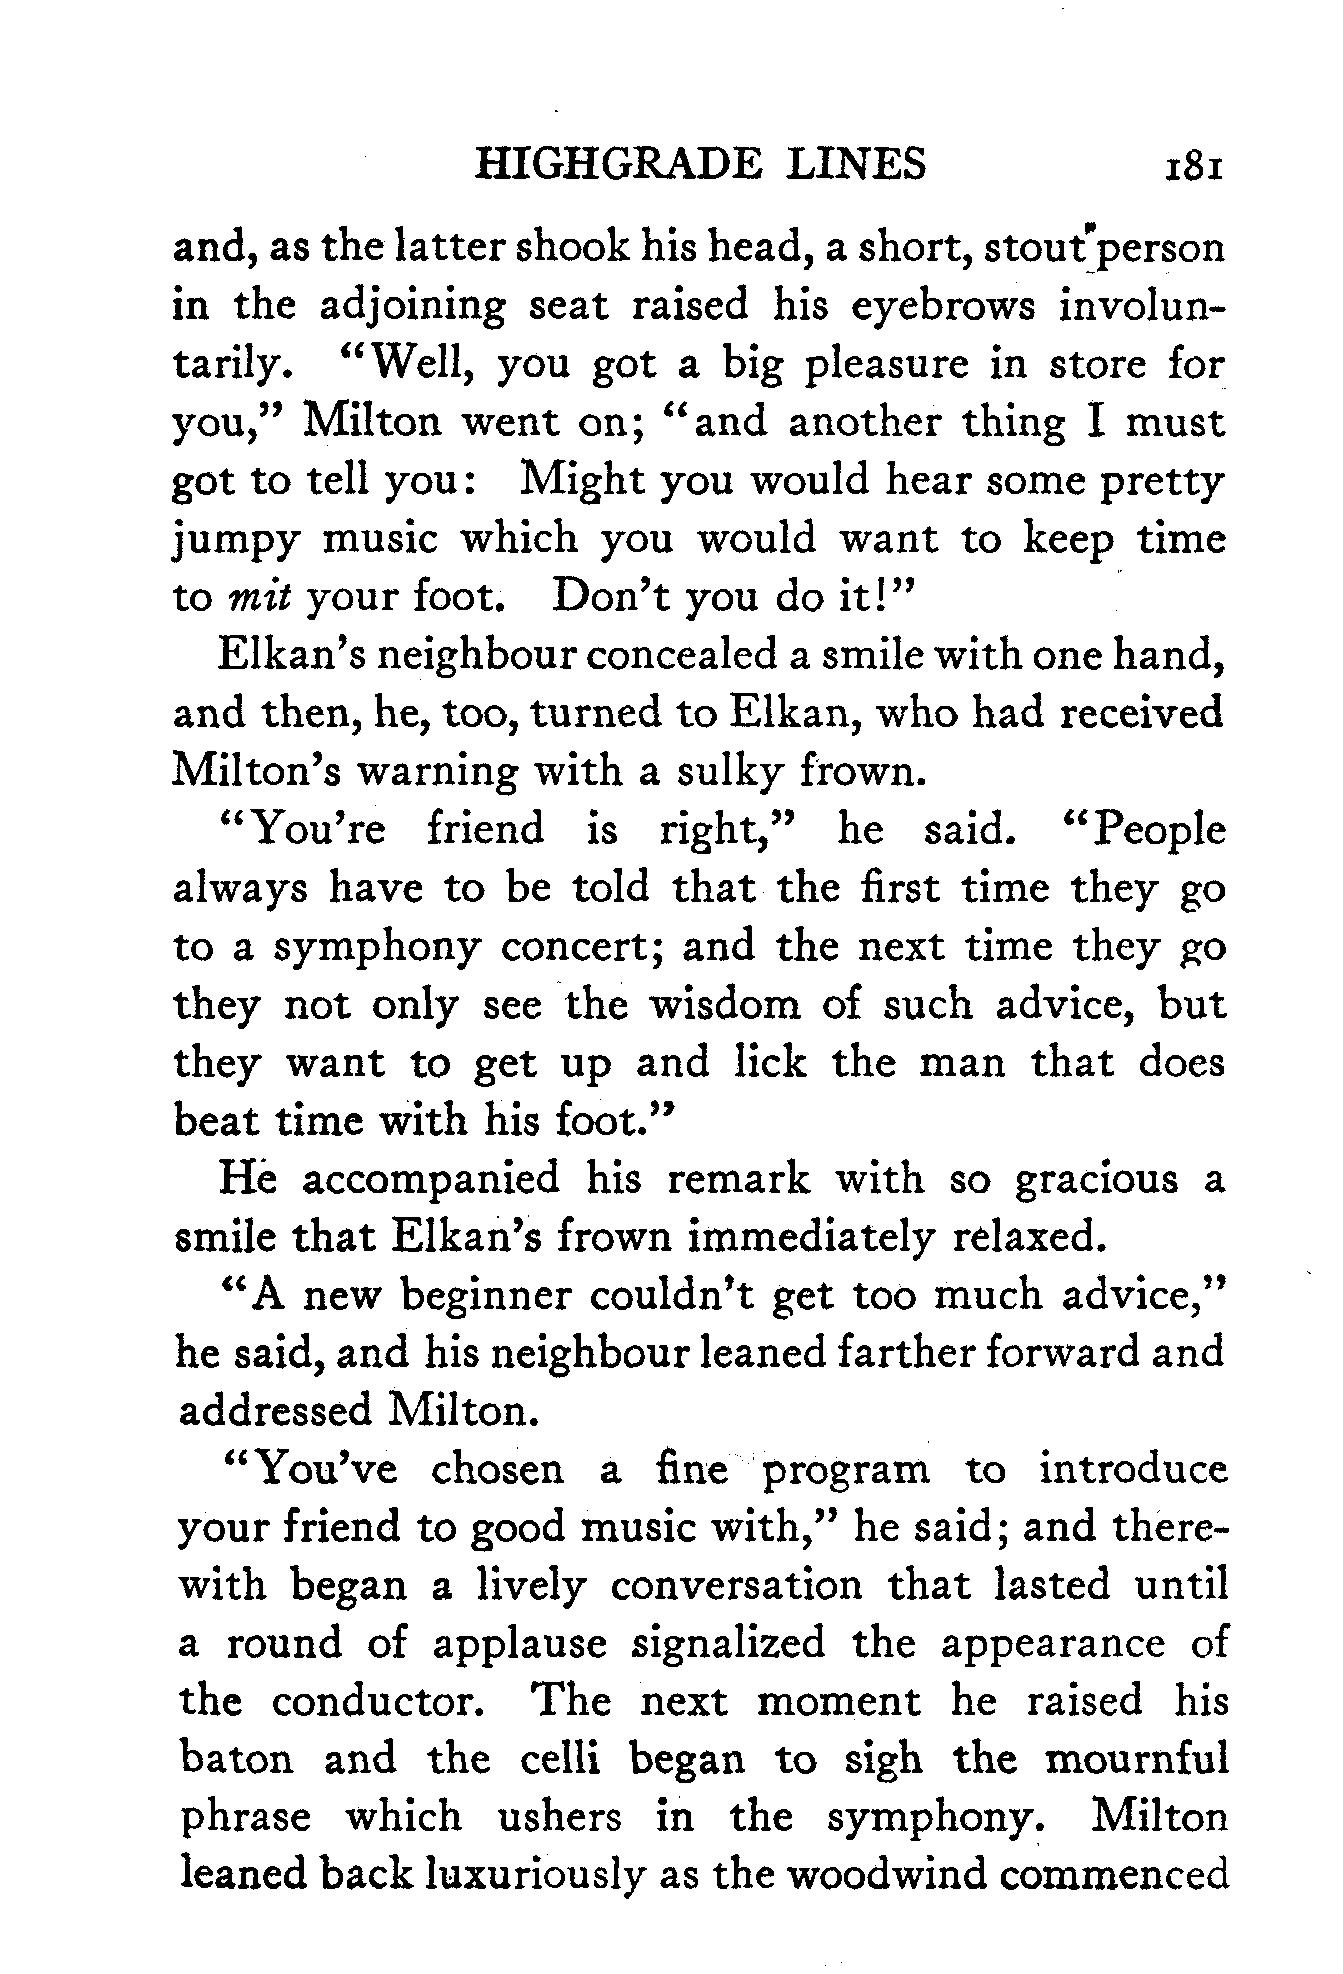 HIGHGRADE LINES 181
and, as the latter shook his head, a short, stout person
in the adjoining seat raised his eyebrows involun-
tarily. "Well, you got a big pleasure in store for
you," Milton went on; "and another thing I must
got to tell you: Might you would hear some pretty
jumpy music which you would want to keep time
to mit your foot. Don't you do it!"
Elkan's neighbour concealed a smile with one hand,
and then, he, too, turned to Elkan, who had received
Milton's warning with a sulky frown.
"You're friend is right," he said. "People
always have to be told that the first time they go
to a symphony concert; and the next time they go
they not only see the wisdom of such advice, but
they want to get up and lick the man that does
beat time with his foot."
He accompanied his remark with so gracious a
smile that Elkan's frown immediately relaxed.
"A new beginner couldn't get too much advice,"
he said, and his neighbour leaned farther forward and
addressed Milton.
"You've chosen a fine program to introduce
your friend to good music with," he said; and there-
with began a lively conversation that lasted until
a round of applause signalized the appearance of
the conductor. The next moment he raised his
baton and the celli began to sigh the mournful
phrase which ushers in the symphony. Milton
leaned back luxuriously as the woodwind commenced